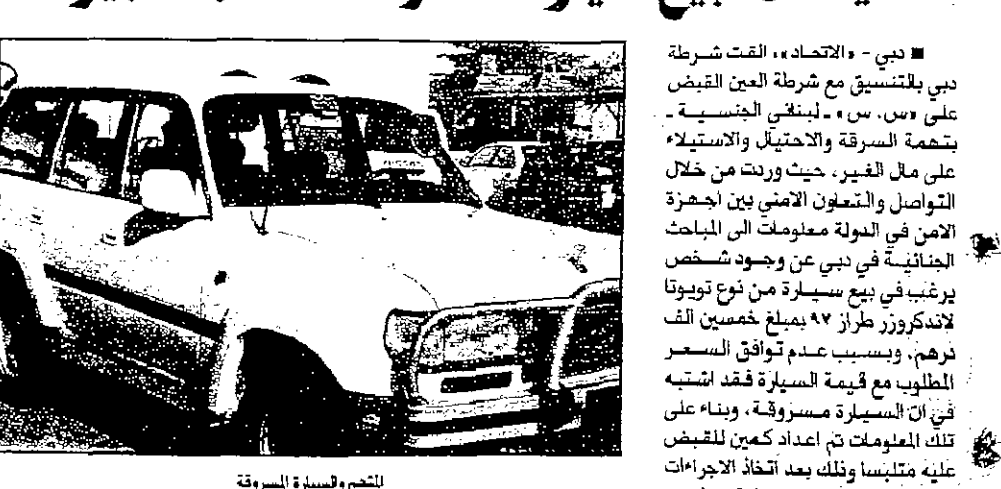 ■ دبي - «الاتحاد»، القت شرطة
دبي بالتنسيق مع شرطة العين القبض
على «س. س» - لبناني الجنسية -
بتهمة السرقة والاحتيال والاستيلاء
على مال الغير، حيث وردت من خلال
التواصل والتعاون الامني بين اجهزة
الامن في الدولة معلومات الى المباحث
الجنائية في دبي عن وجود شخص
يرغب في بيع سيارة من نوع تويوتا
لاندكروزر طراز ٩٧ بمبلغ خمسين الف
درهم، وبسبب عدم توافق السعر
المطلوب مع قيمة السيارة فقد اشتبه
في ان السيارة مسروقة، وبناء على
تلك المعلومات تم اعداد كمين للقبض
عليه متلبسا وذلك بعد اتخاذ الاجراءات
المتهم والسيارة المسروقة